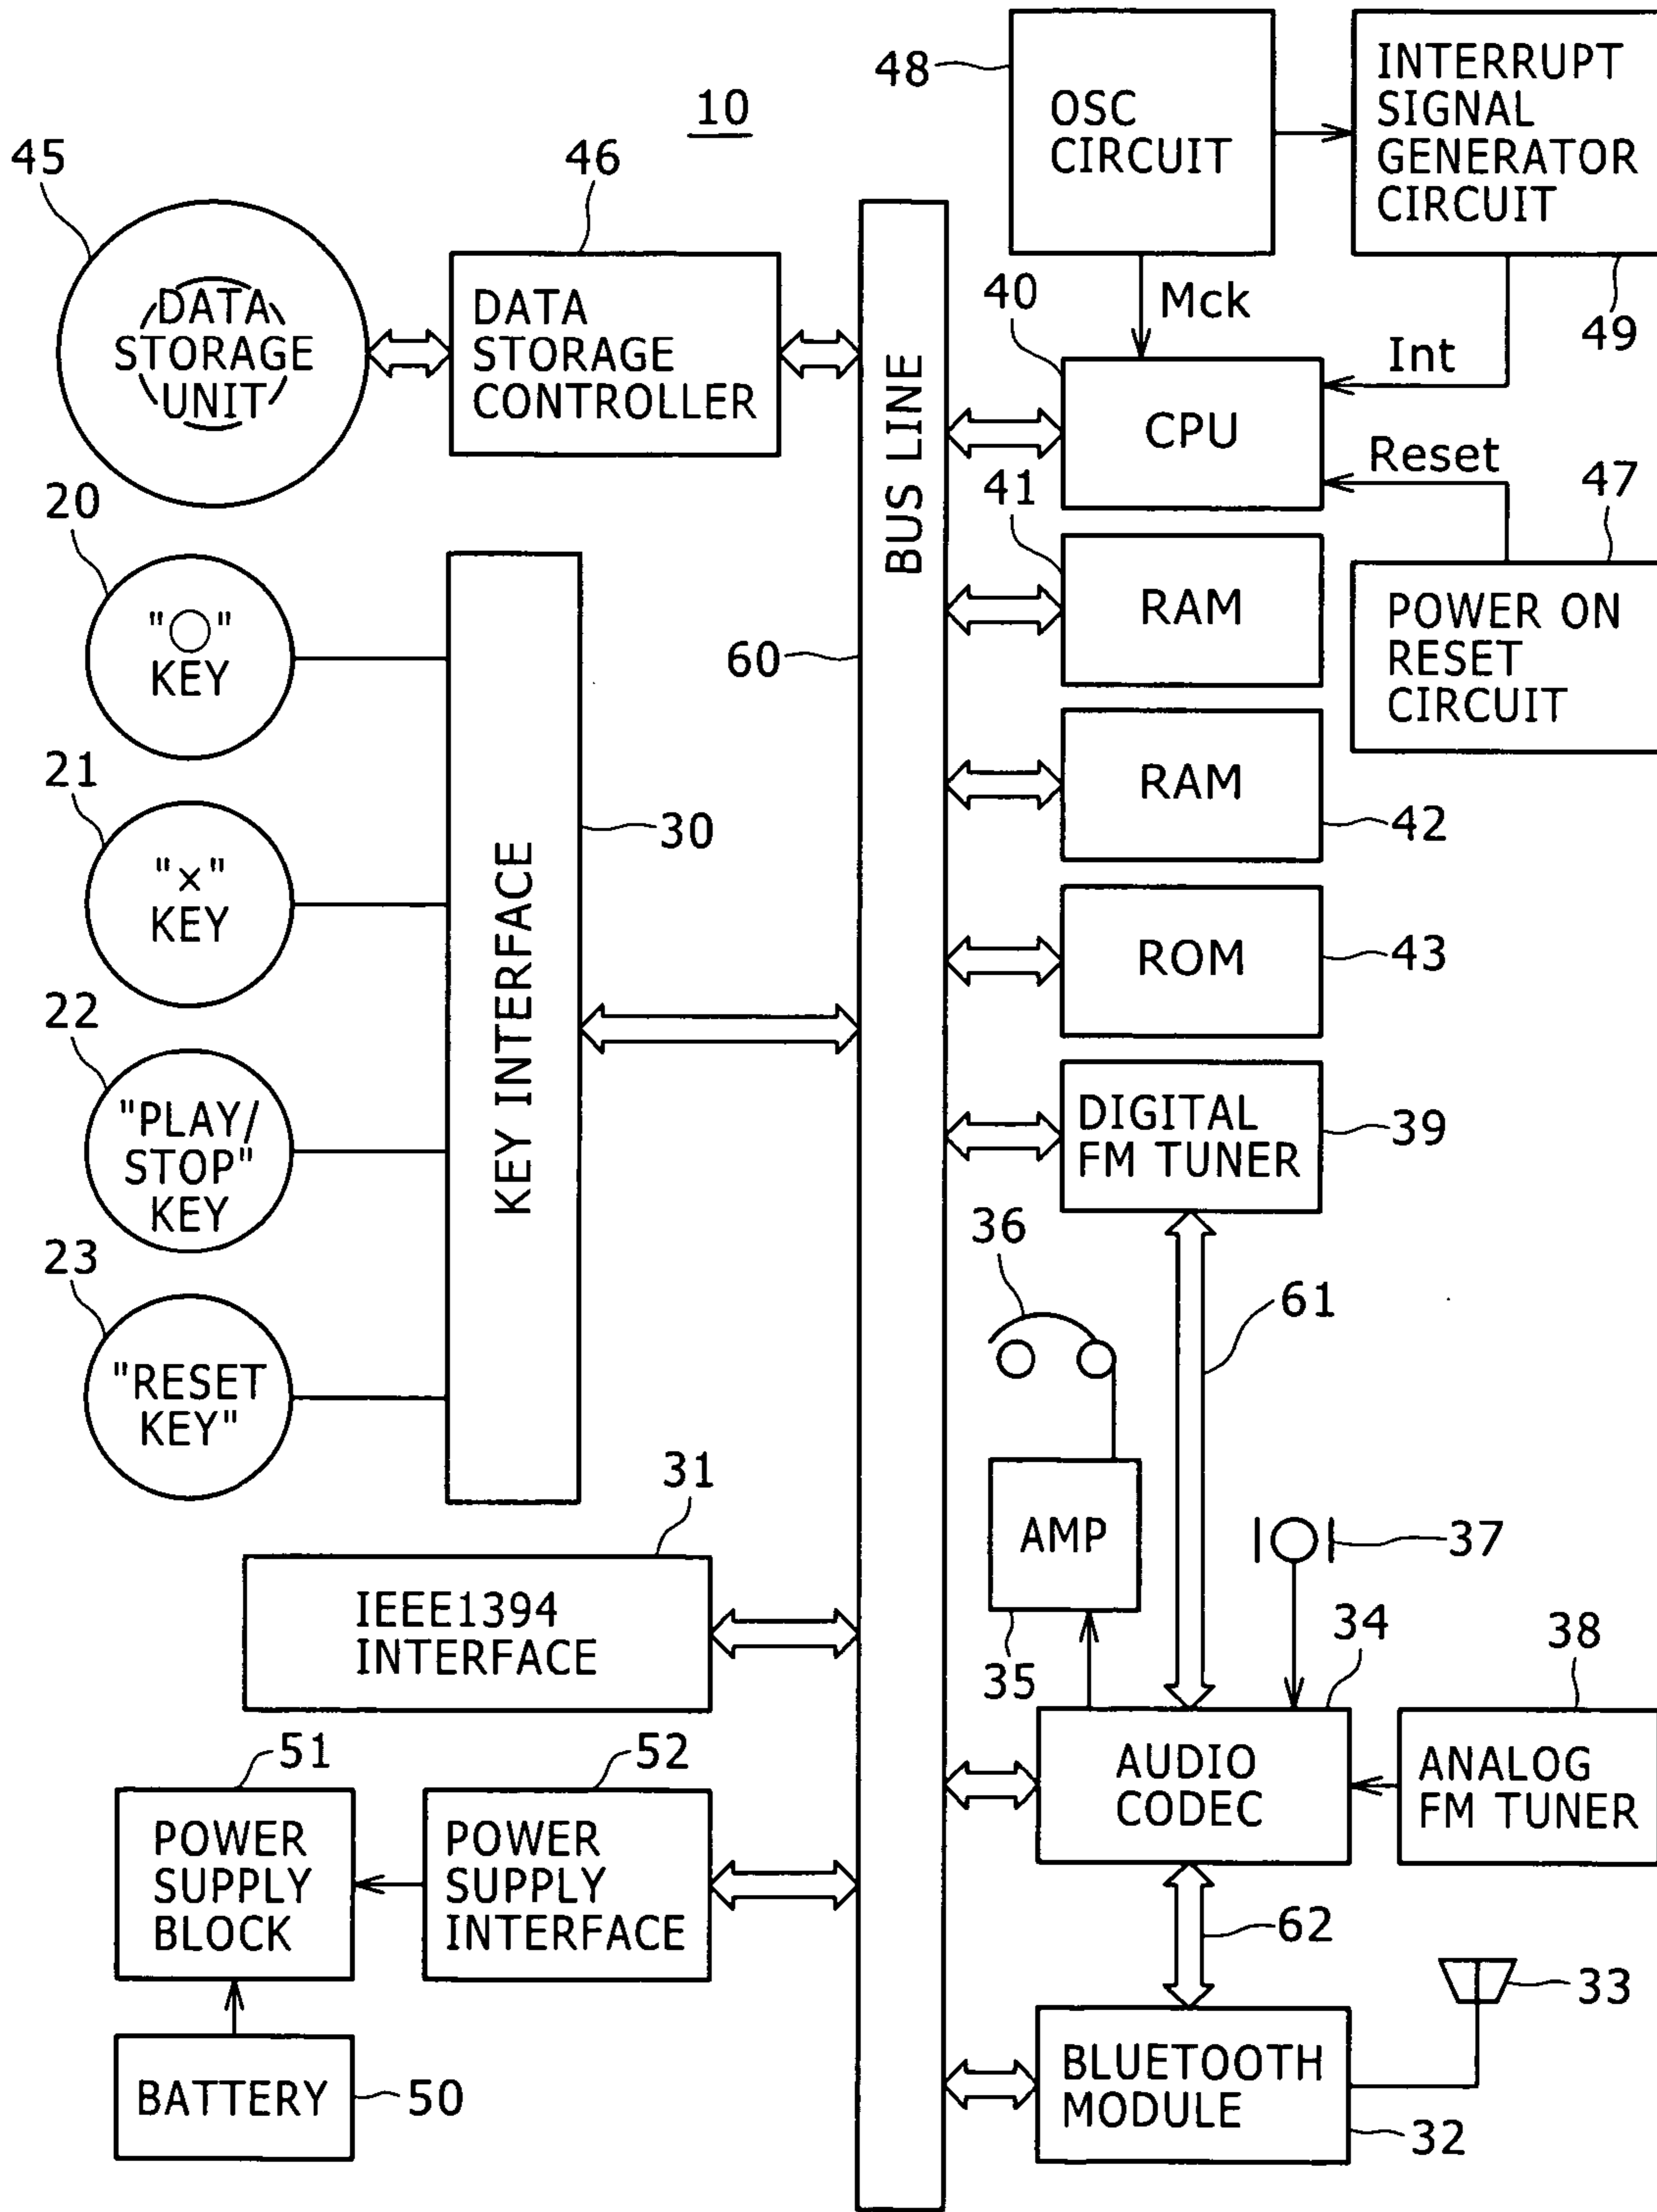 10
48
OSC
CIRCUIT
INTERRUPT
SIGNAL
GENERATOR
CIRCUIT
49
45
DATA
STORAGE
UNIT
46
DATA
STORAGE
CONTROLLER
Mck
Int
40
CPU
Reset
47
POWER ON
RESET
CIRCUIT
BUS LINE
60
41
RAM
RAM
42
ROM
43
20
"○"
KEY
21
"×"
KEY
22
"PLAY/
STOP"
KEY
23
"RESET
KEY"
KEY INTERFACE
30
DIGITAL
FM TUNER
39
36
61
AMP
35
37
31
IEEE1394
INTERFACE
34
AUDIO
CODEC
38
ANALOG
FM TUNER
51
POWER
SUPPLY
BLOCK
52
POWER
SUPPLY
INTERFACE
62
33
BATTERY
50
BLUETOOTH
MODULE
32